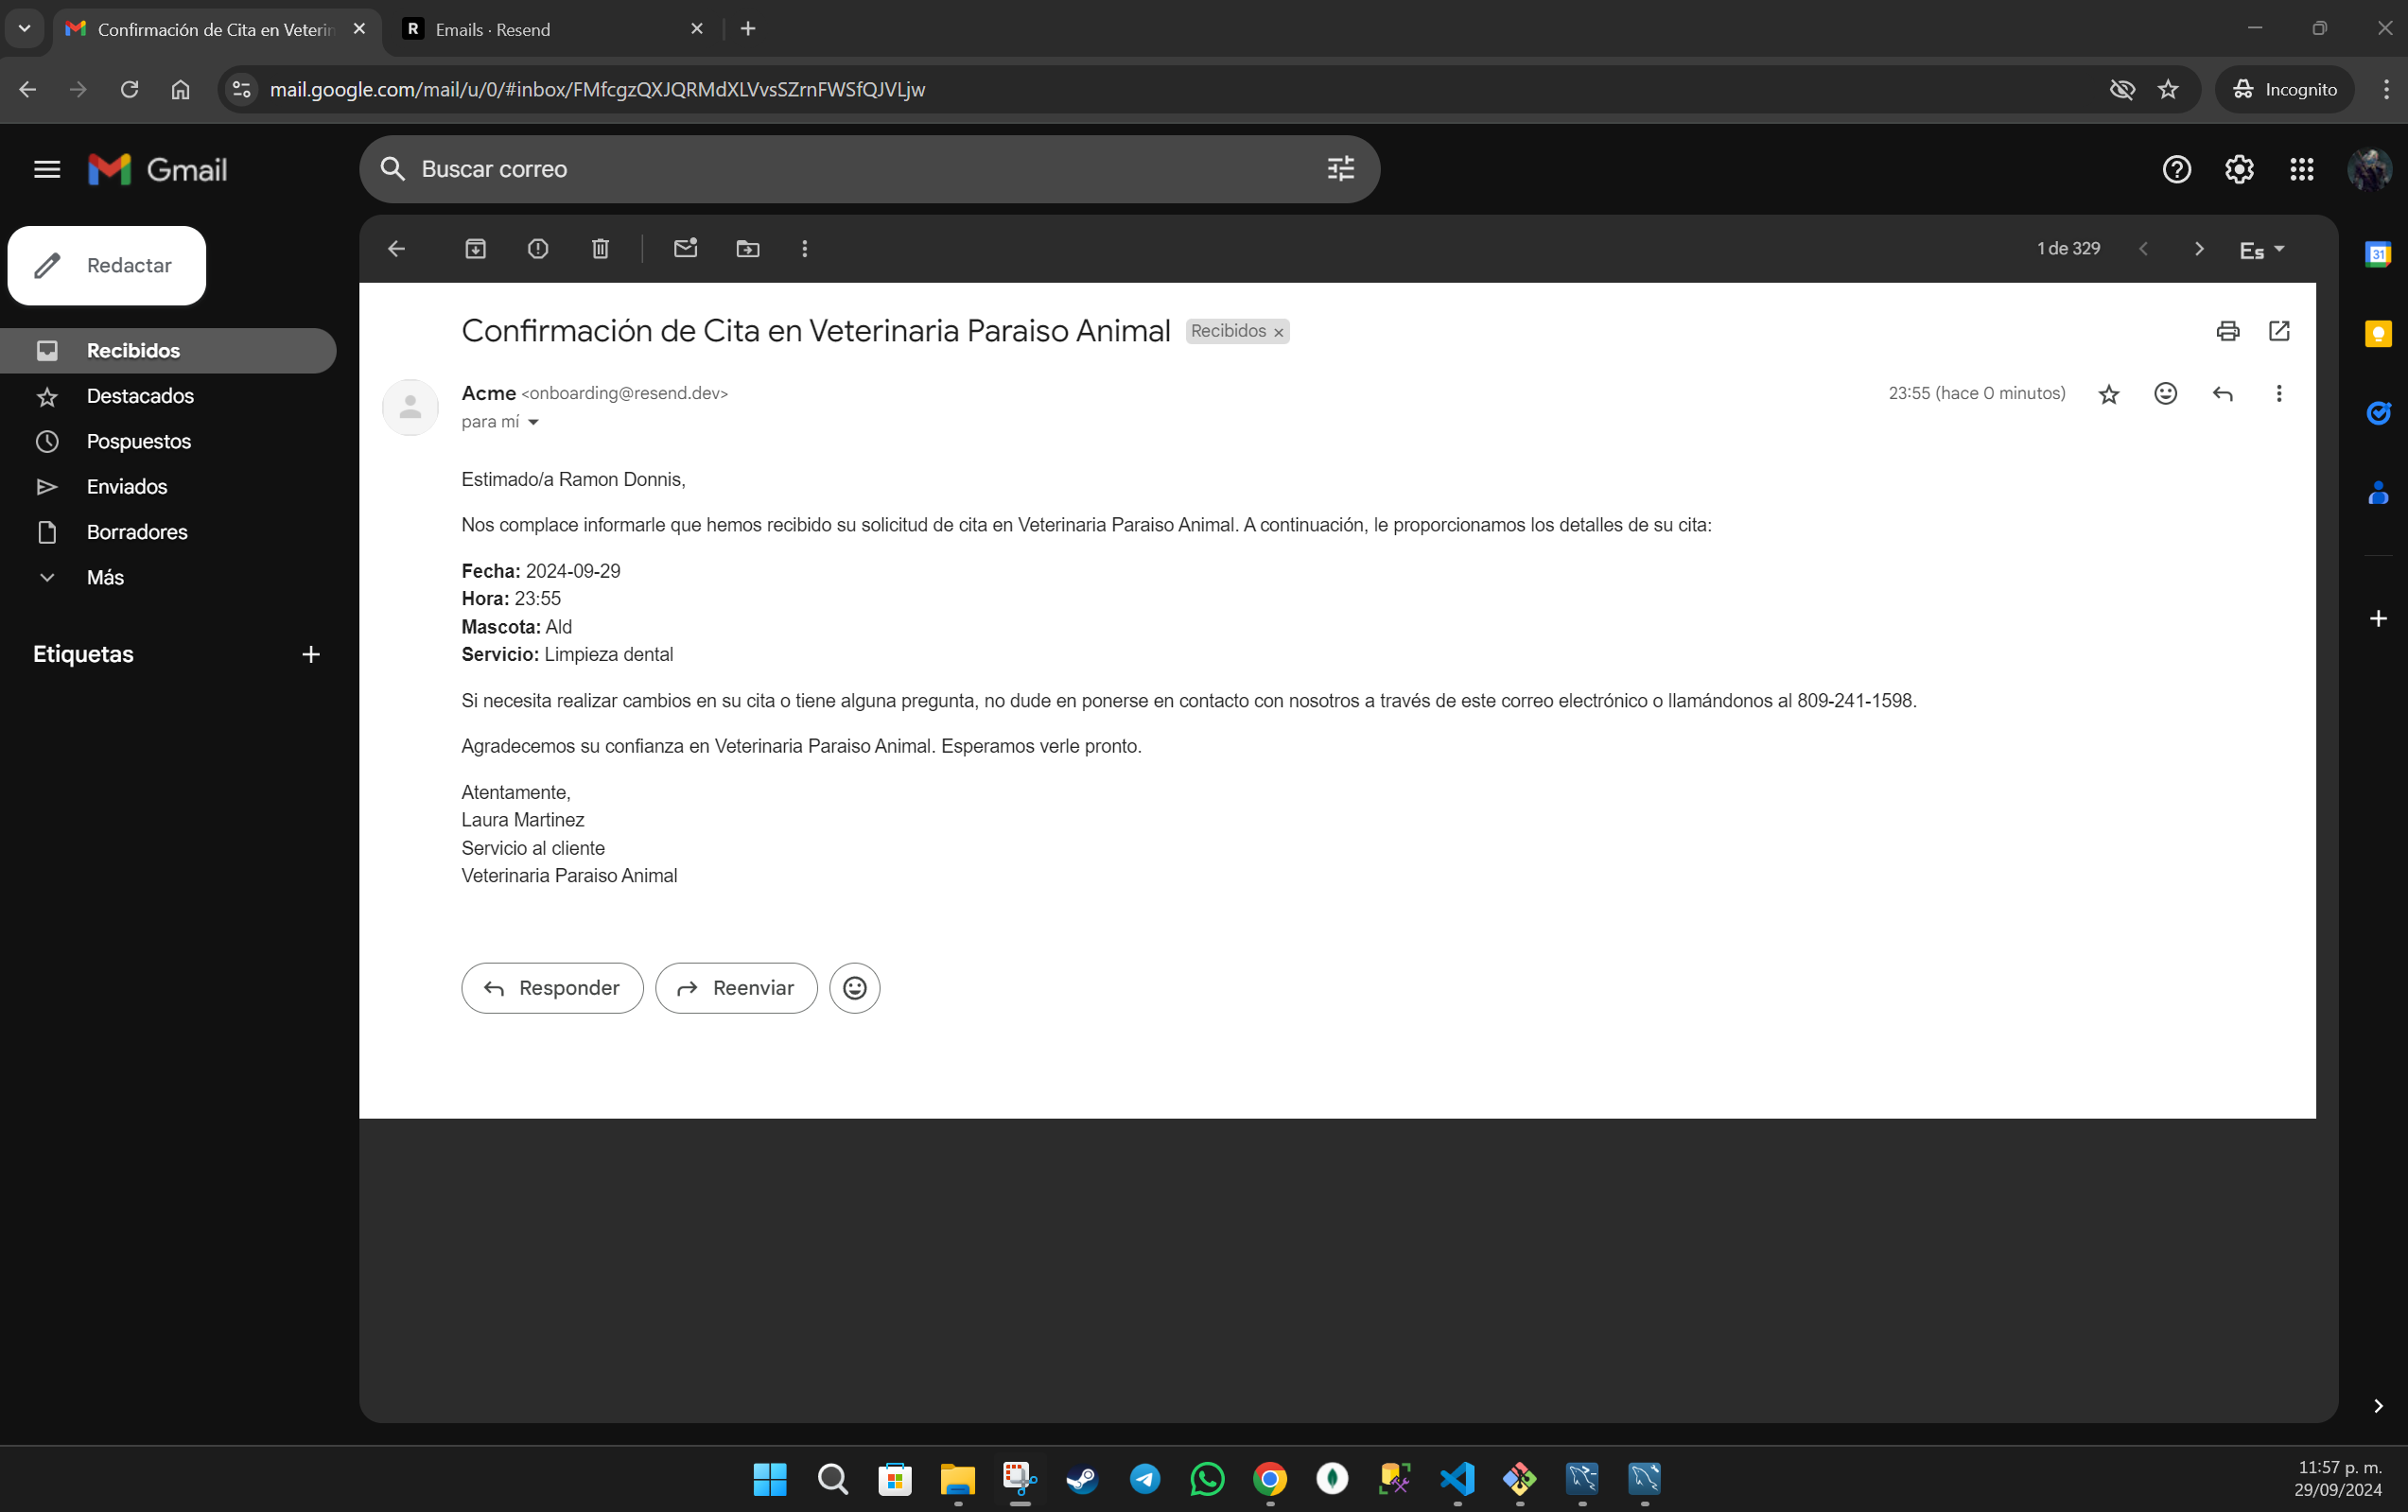 Confirmación de Cita en Veterin
Emails · Resend
mail.google.com/mail/u/0/#inbox/FMfcgzQXJQRMdXLVvsSZrnFWSfQJVLjw
Incognito
Gmail
Buscar correo
Redactar
1 de 329
Es
Recibidos
Destacados
Pospuestos
Enviados
Borradores
Más
Etiquetas
Confirmación de Cita en Veterinaria Paraiso Animal
Recibidos
Acme <onboarding@resend.dev>
23:55 (hace 0 minutos)
para mí
Estimado/a Ramon Donnis,
Nos complace informarle que hemos recibido su solicitud de cita en Veterinaria Paraiso Animal. A continuación, le proporcionamos los detalles de su cita:
Fecha: 2024-09-29
Hora: 23:55
Mascota: Ald
Servicio: Limpieza dental
Si necesita realizar cambios en su cita o tiene alguna pregunta, no dude en ponerse en contacto con nosotros a través de este correo electrónico o llamándonos al 809-241-1598.
Agradecemos su confianza en Veterinaria Paraiso Animal. Esperamos verle pronto.
Atentamente,
Laura Martinez
Servicio al cliente
Veterinaria Paraiso Animal
Responder
Reenviar
31
11:57 p. m.
29/09/2024